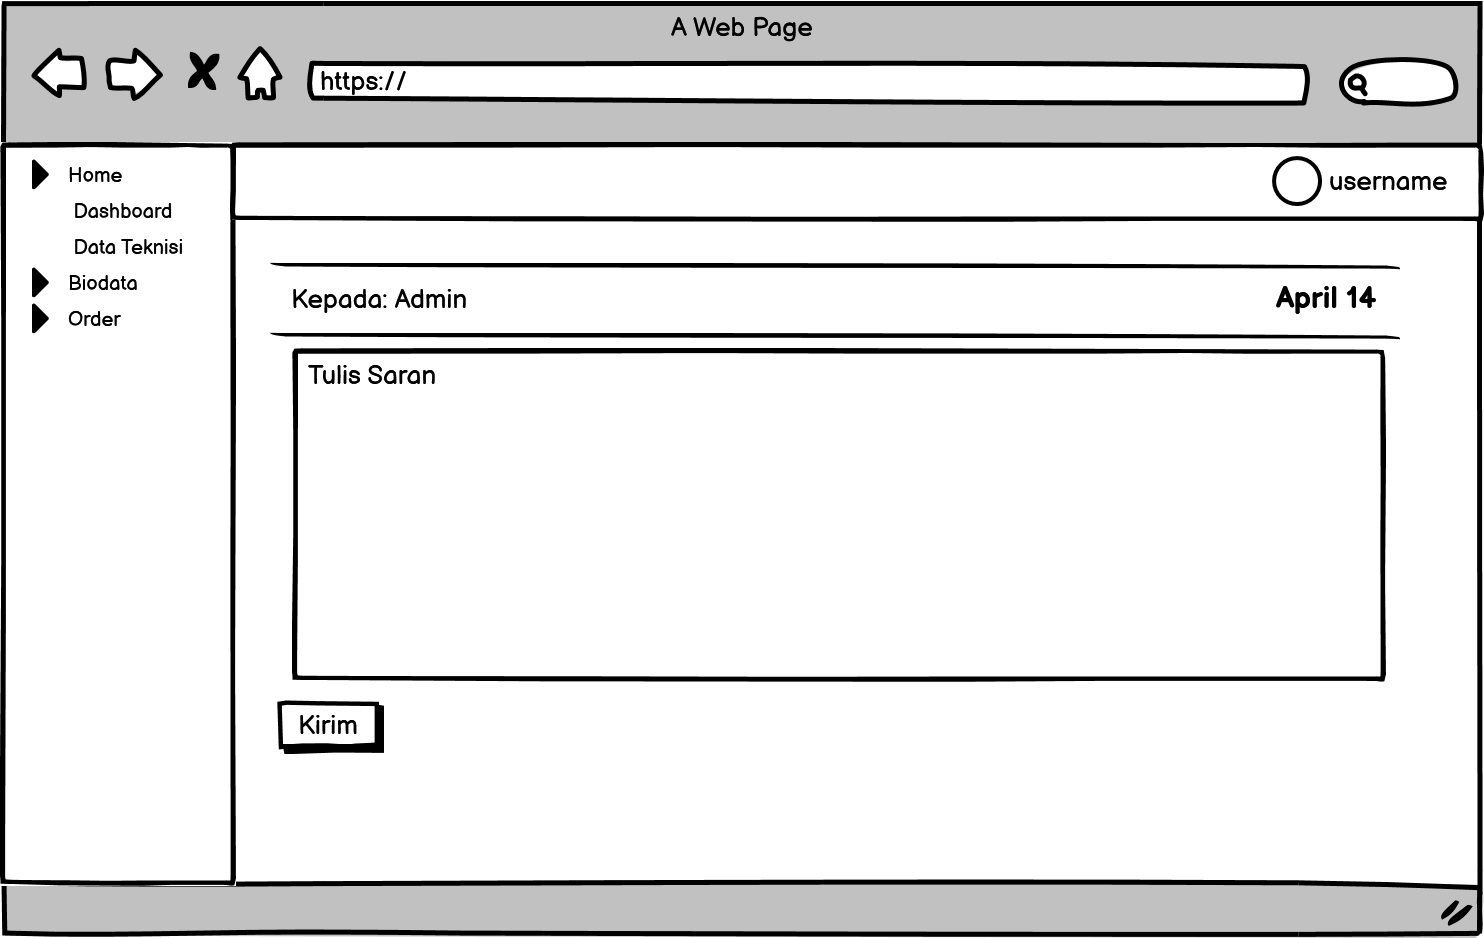 A Web Page
https://
Home
Dashboard
Data Teknisi
Biodata
Order
username
Kepada: Admin
April 14
Tulis Saran
Kirim